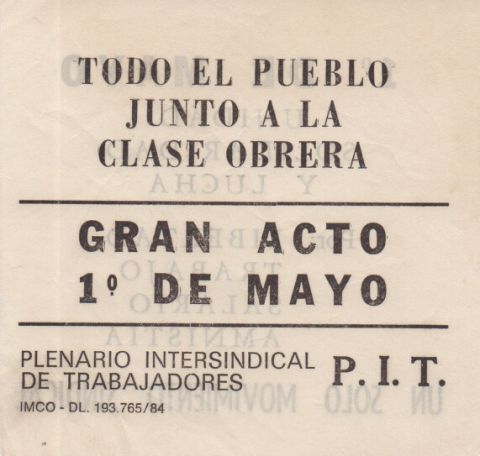 TODO EL PUEBLO
JUNTO A LA
CLASE OBRERA
GRAN ACTO
1º DE MAYO
PLENARIO INTERSINDICAL
DE TRABAJADORES
P. I. T.
IMCO - DL. 193.765/84